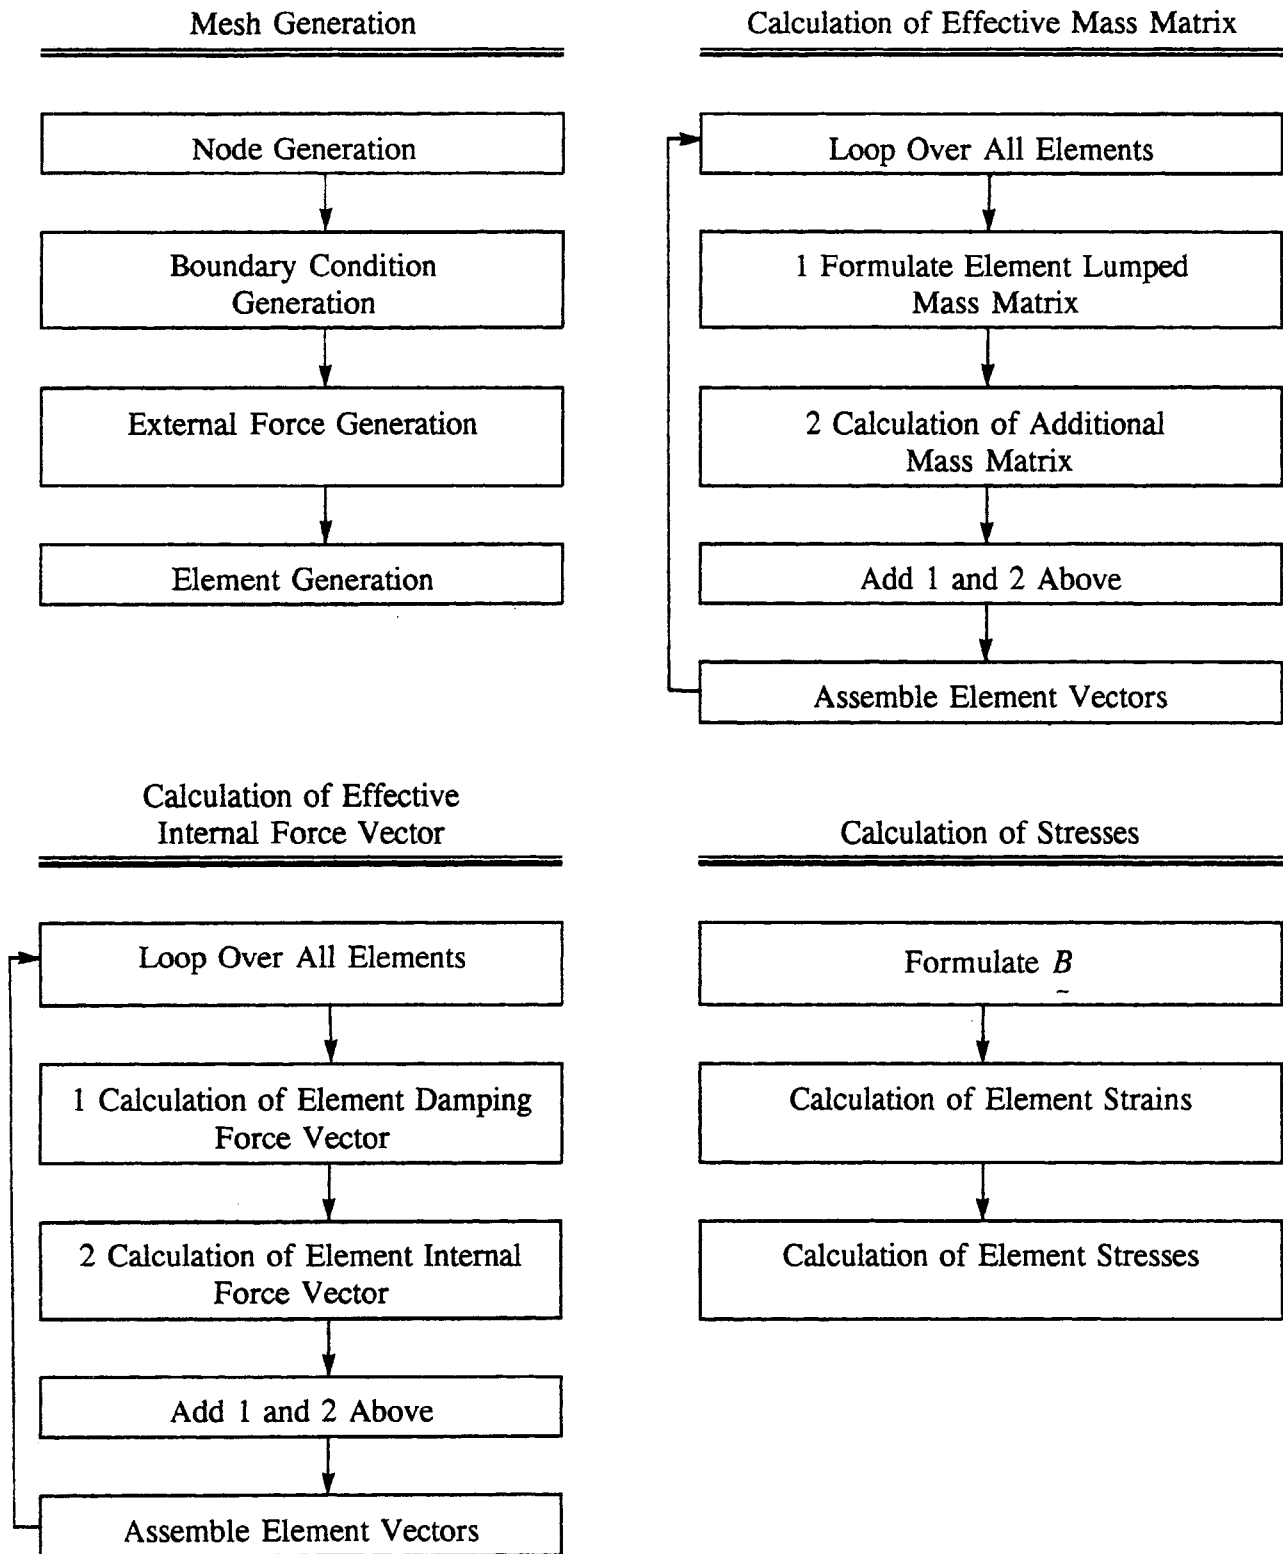 Mesh Generation
Node Generation
Boundary Condition
Generation
External Force Generation
Element Generation
Calculation of Effective Mass Matrix
Loop Over All Elements
1 Formulate Element Lumped
Mass Matrix
2 Calculation of Additional
Mass Matrix
Add 1 and 2 Above
Assemble Element Vectors
Calculation of Effective
Internal Force Vector
Loop Over All Elements
1 Calculation of Element Damping
Force Vector
2 Calculation of Element Internal
Force Vector
Add 1 and 2 Above
Assemble Element Vectors
Calculation of Stresses
Formulate B̰
Calculation of Element Strains
Calculation of Element Stresses